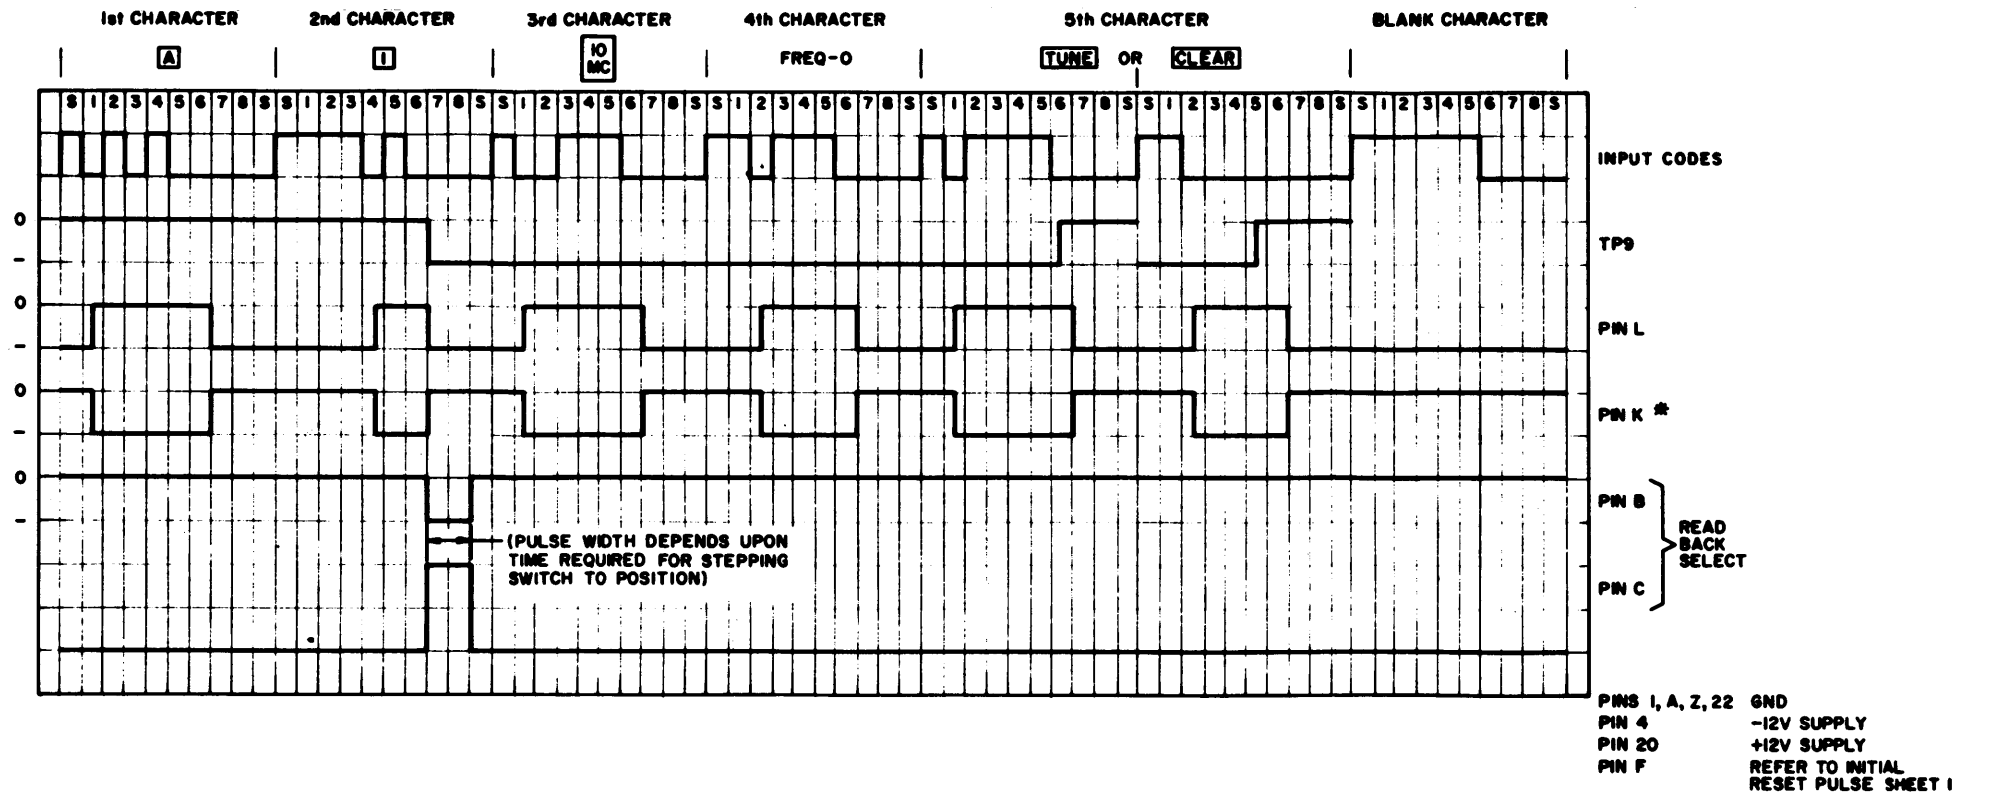 1st CHARACTER 2nd CHARACTER 3rd CHARACTER 4th CHARACTER 5th CHARACTER BLANK CHARACTER
A 1 10 MC FREQ-0 TUNE OR CLEAR
S 1 2 3 4 5 6 7 8 S S 1 2 3 4 5 6 7 8 S S 1 2 3 4 5 6 7 8 S S 1 2 3 4 5 6 7 8 S S 1 2 3 4 5 6 7 8 S S 1 2 3 4 5 6 7 8 S S 1 2 3 4 5 6 7 8 S
INPUT CODES
0
TP9
-
0
PIN L
-
0
PIN K *
-
0
PIN B
-
READ
BACK
SELECT
(PULSE WIDTH DEPENDS UPON
TIME REQUIRED FOR STEPPING
SWITCH TO POSITION)
PIN C
PINS 1, A, Z, 22 GND
PIN 4 -12V SUPPLY
PIN 20 +12V SUPPLY
PIN F REFER TO INITIAL
RESET PULSE SHEET 1